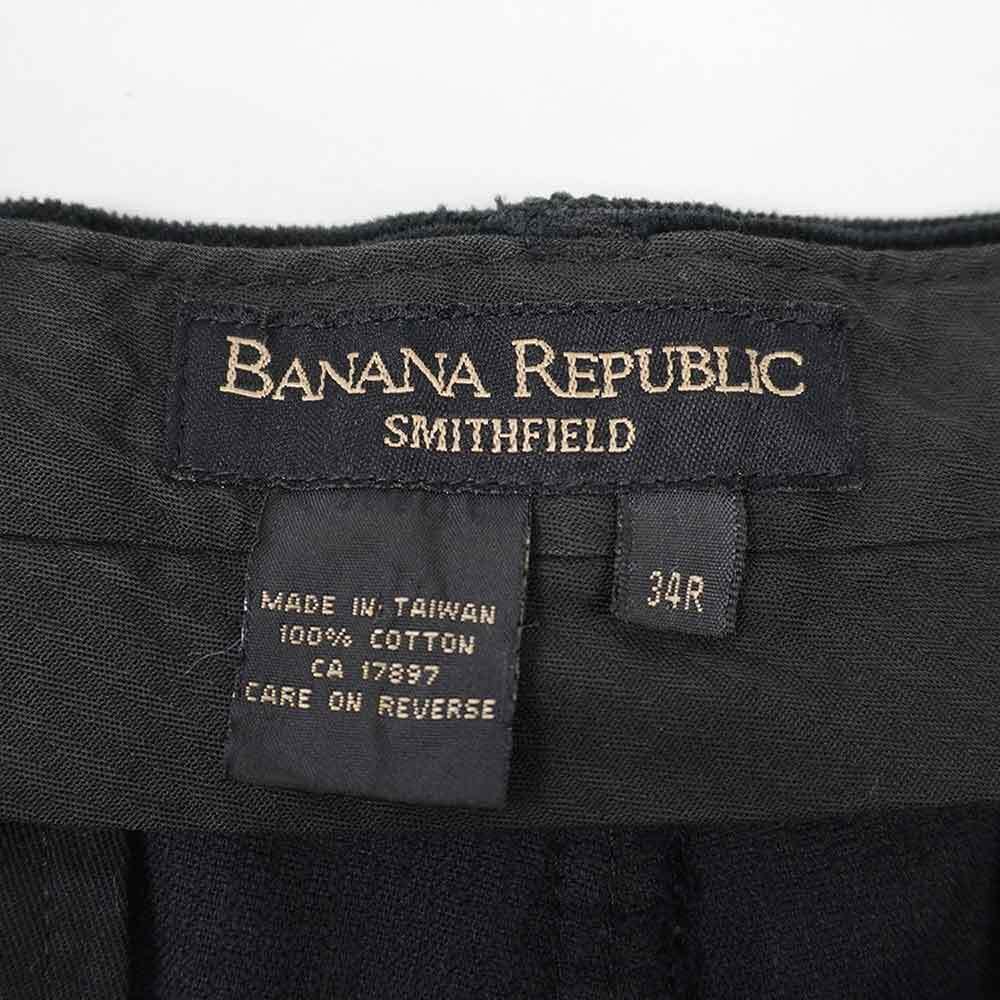 BANANA REPUBLIC
SMITHFIELD
34R
MADE IN TAIWAN
100% COTTON
CA 17897
CARE ON REVERSE